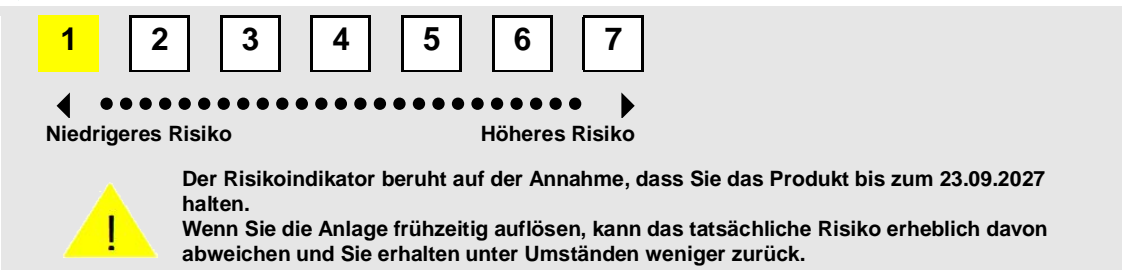 1 2 3 4 5 6 7
Niedrigeres Risiko Höheres Risiko
Der Risikoindikator beruht auf der Annahme, dass Sie das Produkt bis zum 23.09.2027
halten.
Wenn Sie die Anlage frühzeitig auflösen, kann das tatsächliche Risiko erheblich davon
! abweichen und Sie erhalten unter Umständen weniger zurück.